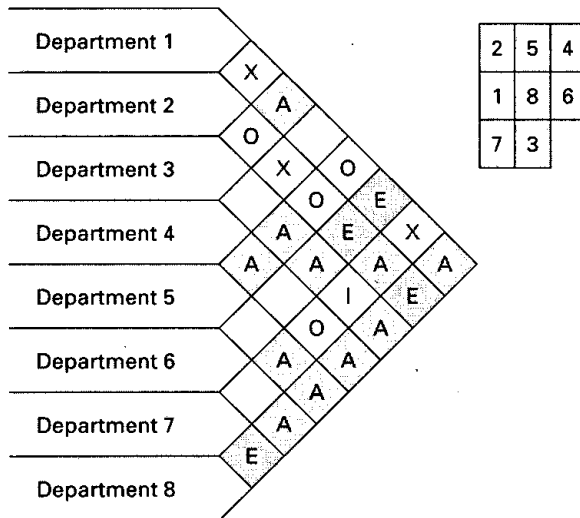 Department 1
X
Department 2 A
O
Department 3 X O
O E
Department 4 A E X
A A A A
Department 5 I E
O A
Department 6 A A
A
Department 7 A
E
Department 8
2 5 4
1 8 6
7 3